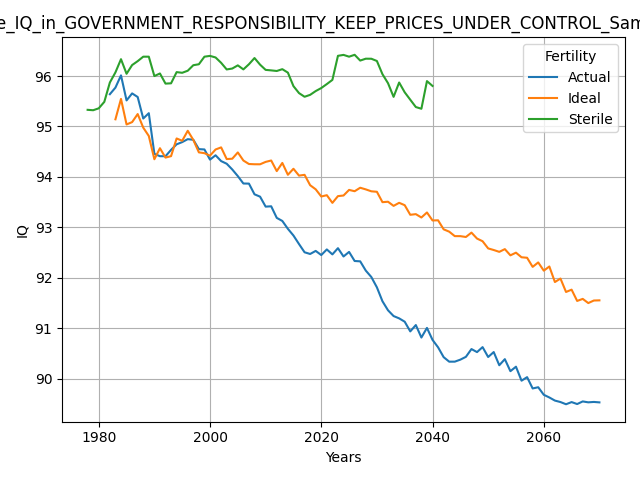 e_IQ_in_GOVERNMENT_RESPONSIBILITY_KEEP_PRICES_UNDER_CONTROL_Sam
Fertility
Actual
Ideal
Sterile
96
95
94
93
92
91
90
IQ
1980
2000
2020
2040
2060
Years